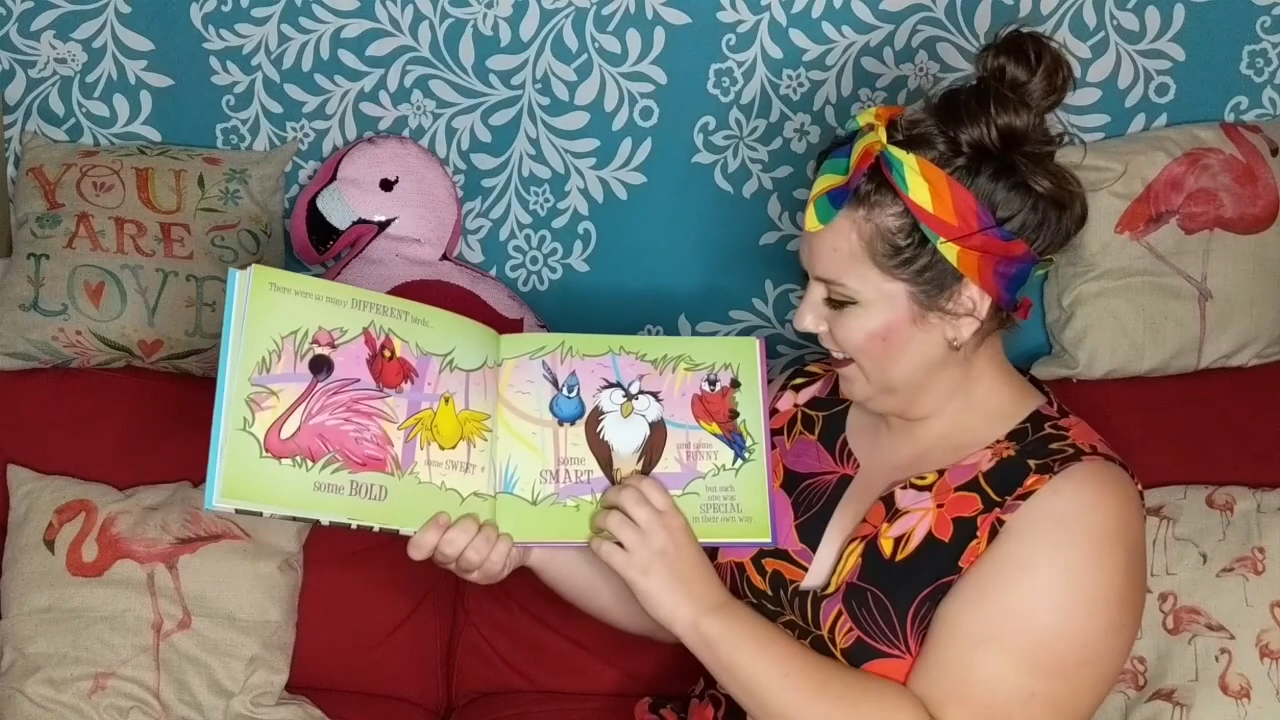 YOU
ARE SO
LOVED
There were so many DIFFERENT birds...
some BOLD
some SWEET
some
SMART
and some
FUNNY
but each
one was
SPECIAL
in their own way.